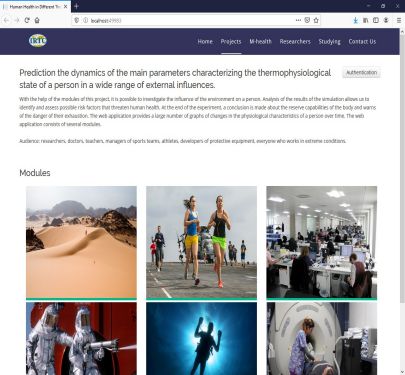 Human Health in Different Th
localhost:49983
IRTC
Home Projects M-health Researchers Studying Contact Us
Prediction the dynamics of the main parameters characterizing the thermophysiological
state of a person in a wide range of external influences.
Authentication
With the help of the modules of this project, it is possible to investigate the influence of the environment on a person. Analysis of the results of the simulation allows us to
identify and assess possible risk factors that threaten human health. At the end of the experiment, a conclusion is made about the reserve capabilities of the body and warns
of the danger of their exhaustion. The web application provides a large number of graphs of changes in the physiological characteristics of a person over time. The web
application consists of several modules.
Audience: researchers, doctors, teachers, managers of sports teams, athletes, developers of protective equipment, everyone who works in extreme conditions.
Modules